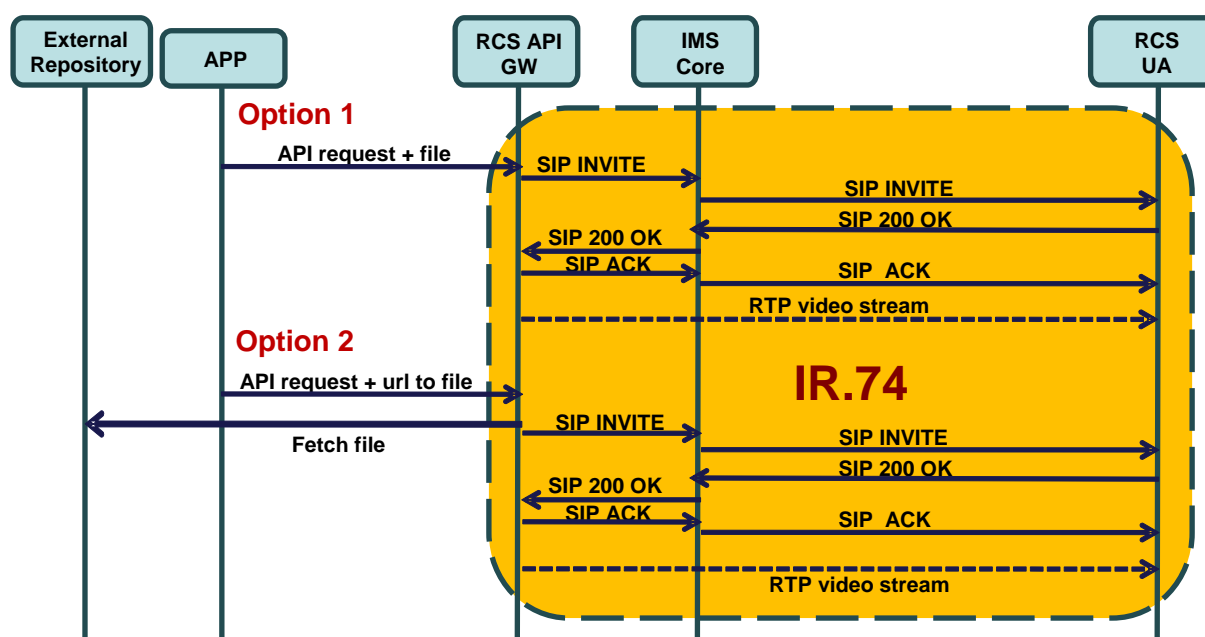 External
Repository
APP
RCS API
GW
IMS
Core
RCS
UA
Option 1
API request + file
SIP INVITE
SIP INVITE
SIP 200 OK
SIP 200 OK
SIP ACK
SIP ACK
RTP video stream
Option 2
API request + url to file
IR.74
SIP INVITE
Fetch file
SIP INVITE
SIP 200 OK
SIP 200 OK
SIP ACK
SIP ACK
RTP video stream